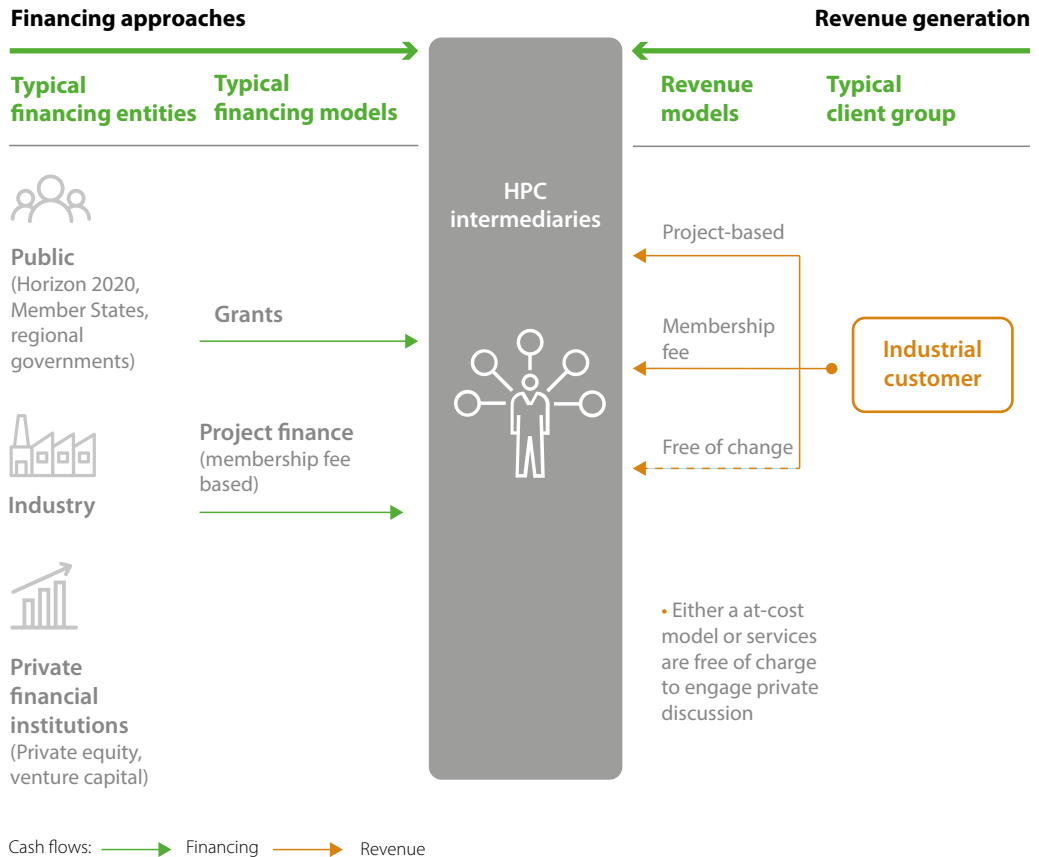 Financing approaches
Revenue generation
Typical
financing entities
Typical
financing models
Revenue
models
Typical
client group
HPC
intermediaries
Public
(Horizon 2020,
Member States,
regional
governments)
Grants
Industry
Project finance
(membership fee
based)
Private
financial
institutions
(Private equity,
venture capital)
Project-based
Membership
fee
Free of change
Industrial
customer
• Either a at-cost
model or services
are free of charge
to engage private
discussion
Cash flows:
Financing
Revenue